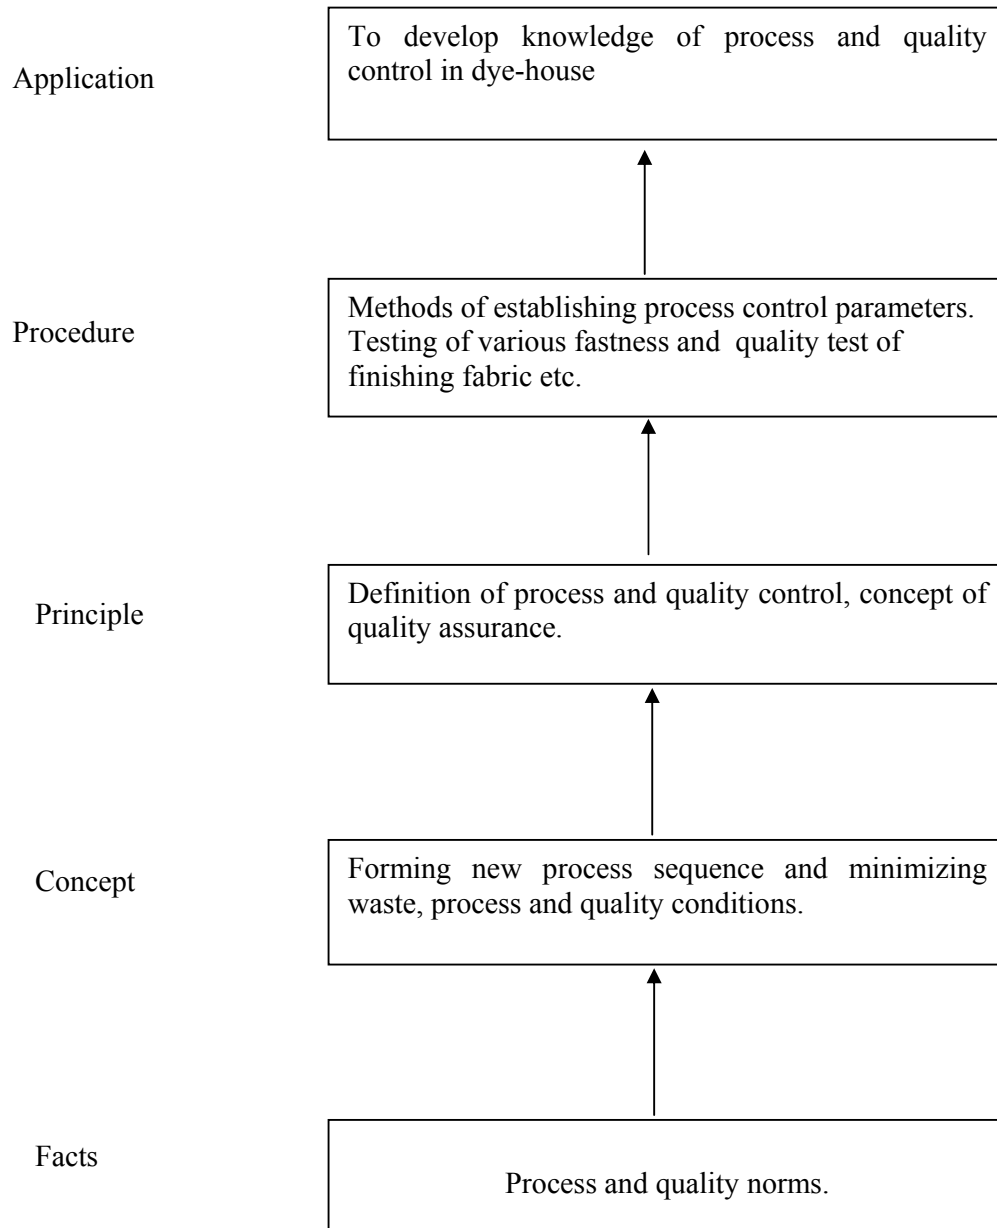 Application
To develop knowledge of process and quality
control in dye-house
Procedure
Methods of establishing process control parameters.
Testing of various fastness and quality test of
finishing fabric etc.
Principle
Definition of process and quality control, concept of
quality assurance.
Concept
Forming new process sequence and minimizing
waste, process and quality conditions.
Facts
Process and quality norms.